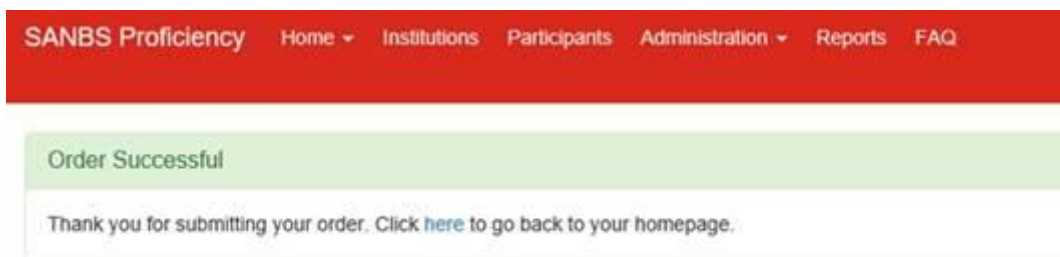 SANBS Proficiency Home Institutions Participants Administration Reports FAQ
Order Successful
Thank you for submitting your order. Click here to go back to your homepage.